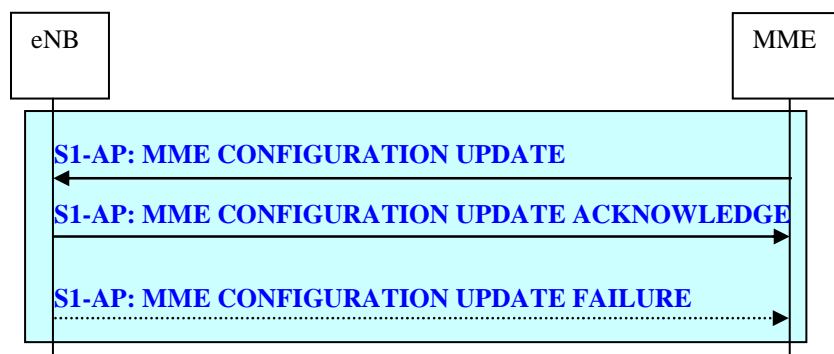 eNB
MME
S1-AP: MME CONFIGURATION UPDATE
S1-AP: MME CONFIGURATION UPDATE ACKNOWLEDGE
S1-AP: MME CONFIGURATION UPDATE FAILURE